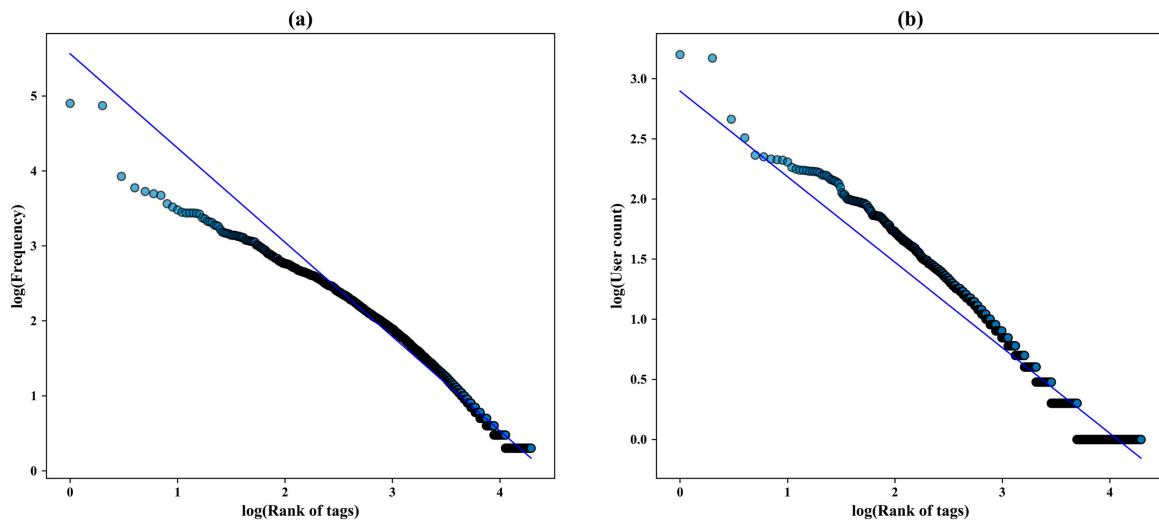 (a)
5
4
3
2
1
0
log(Frequency)
0 1 2 3 4
log(Rank of tags)
(b)
3.0
2.5
2.0
1.5
1.0
0.5
0.0
log(User count)
0 1 2 3 4
log(Rank of tags)